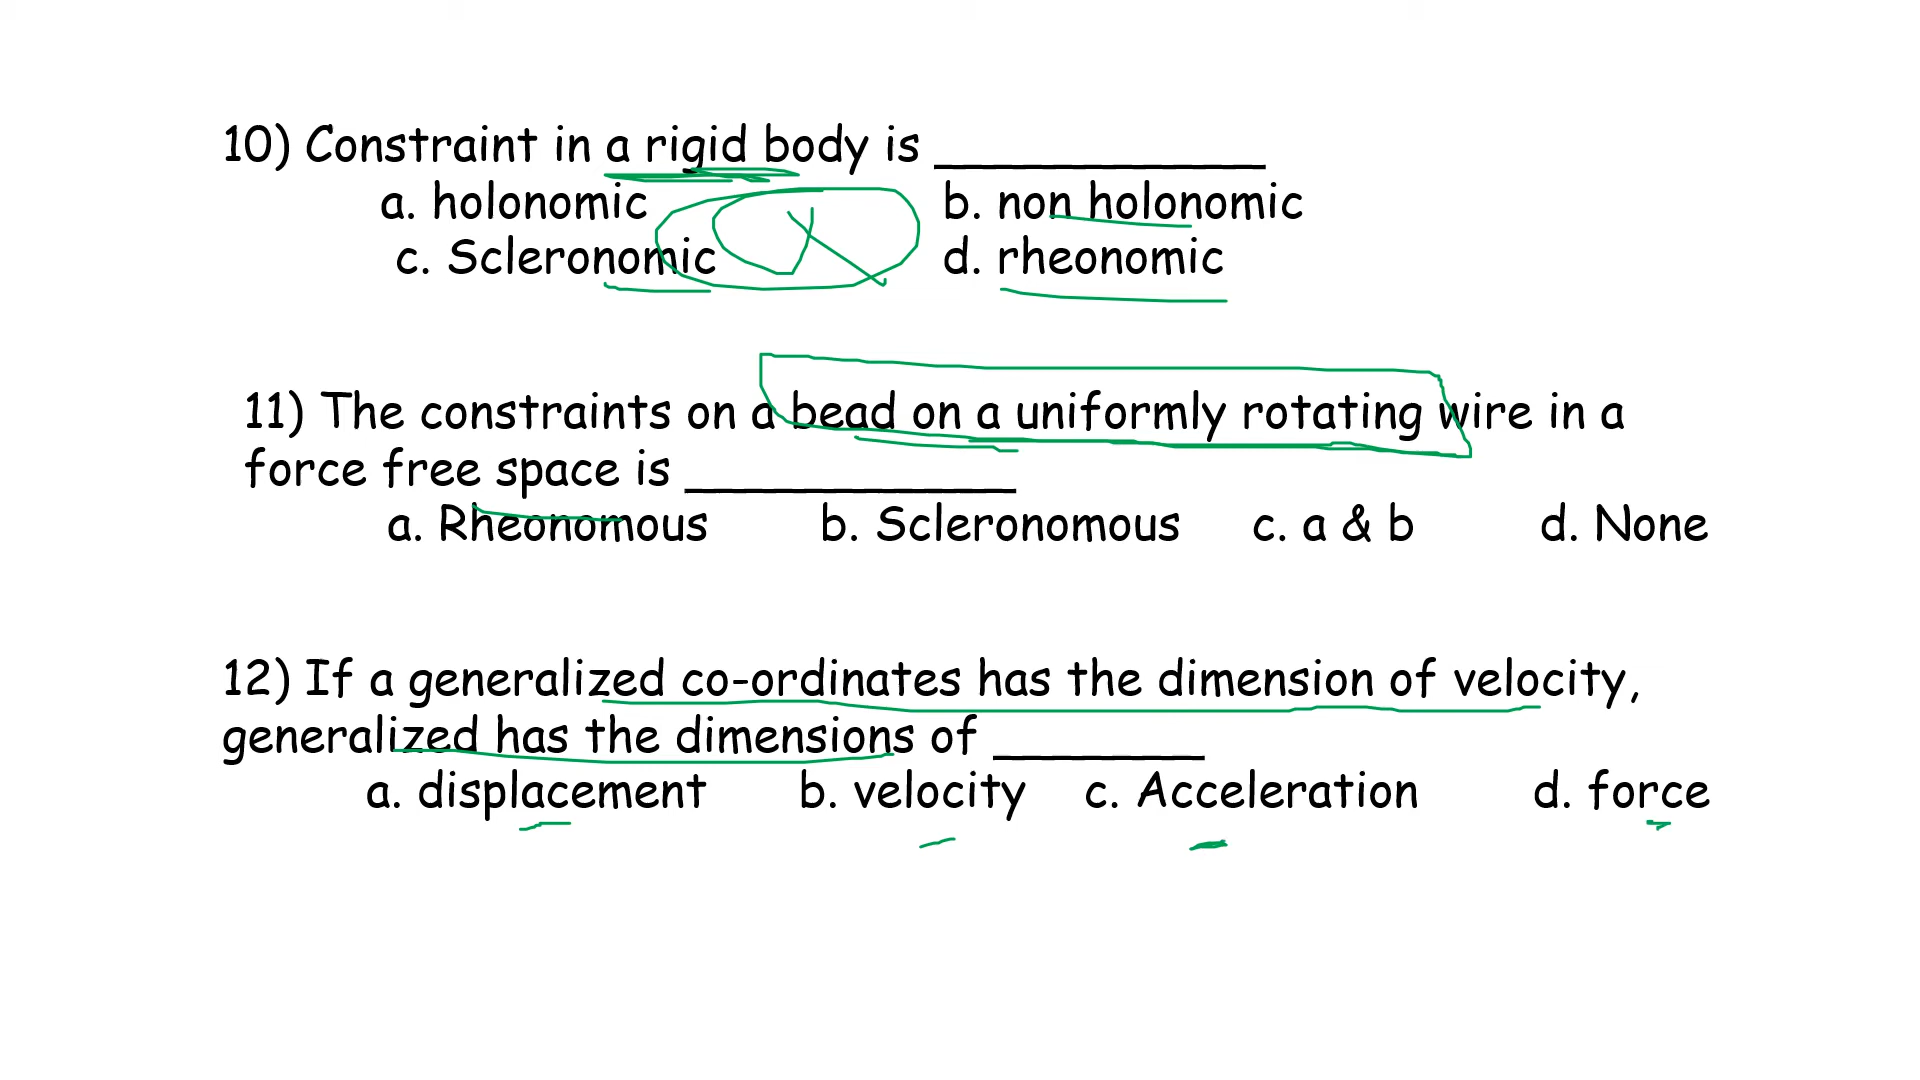 10) Constraint in a rigid body is ____________
a. holonomic b. non holonomic
c. Scleronomic d. rheonomic
11) The constraints on a bead on a uniformly rotating wire in a
force free space is ____________
a. Rheonomous b. Scleronomous c. a & b d. None
12) If a generalized co-ordinates has the dimension of velocity,
generalized has the dimensions of ________
a. displacement b. velocity c. Acceleration d. force